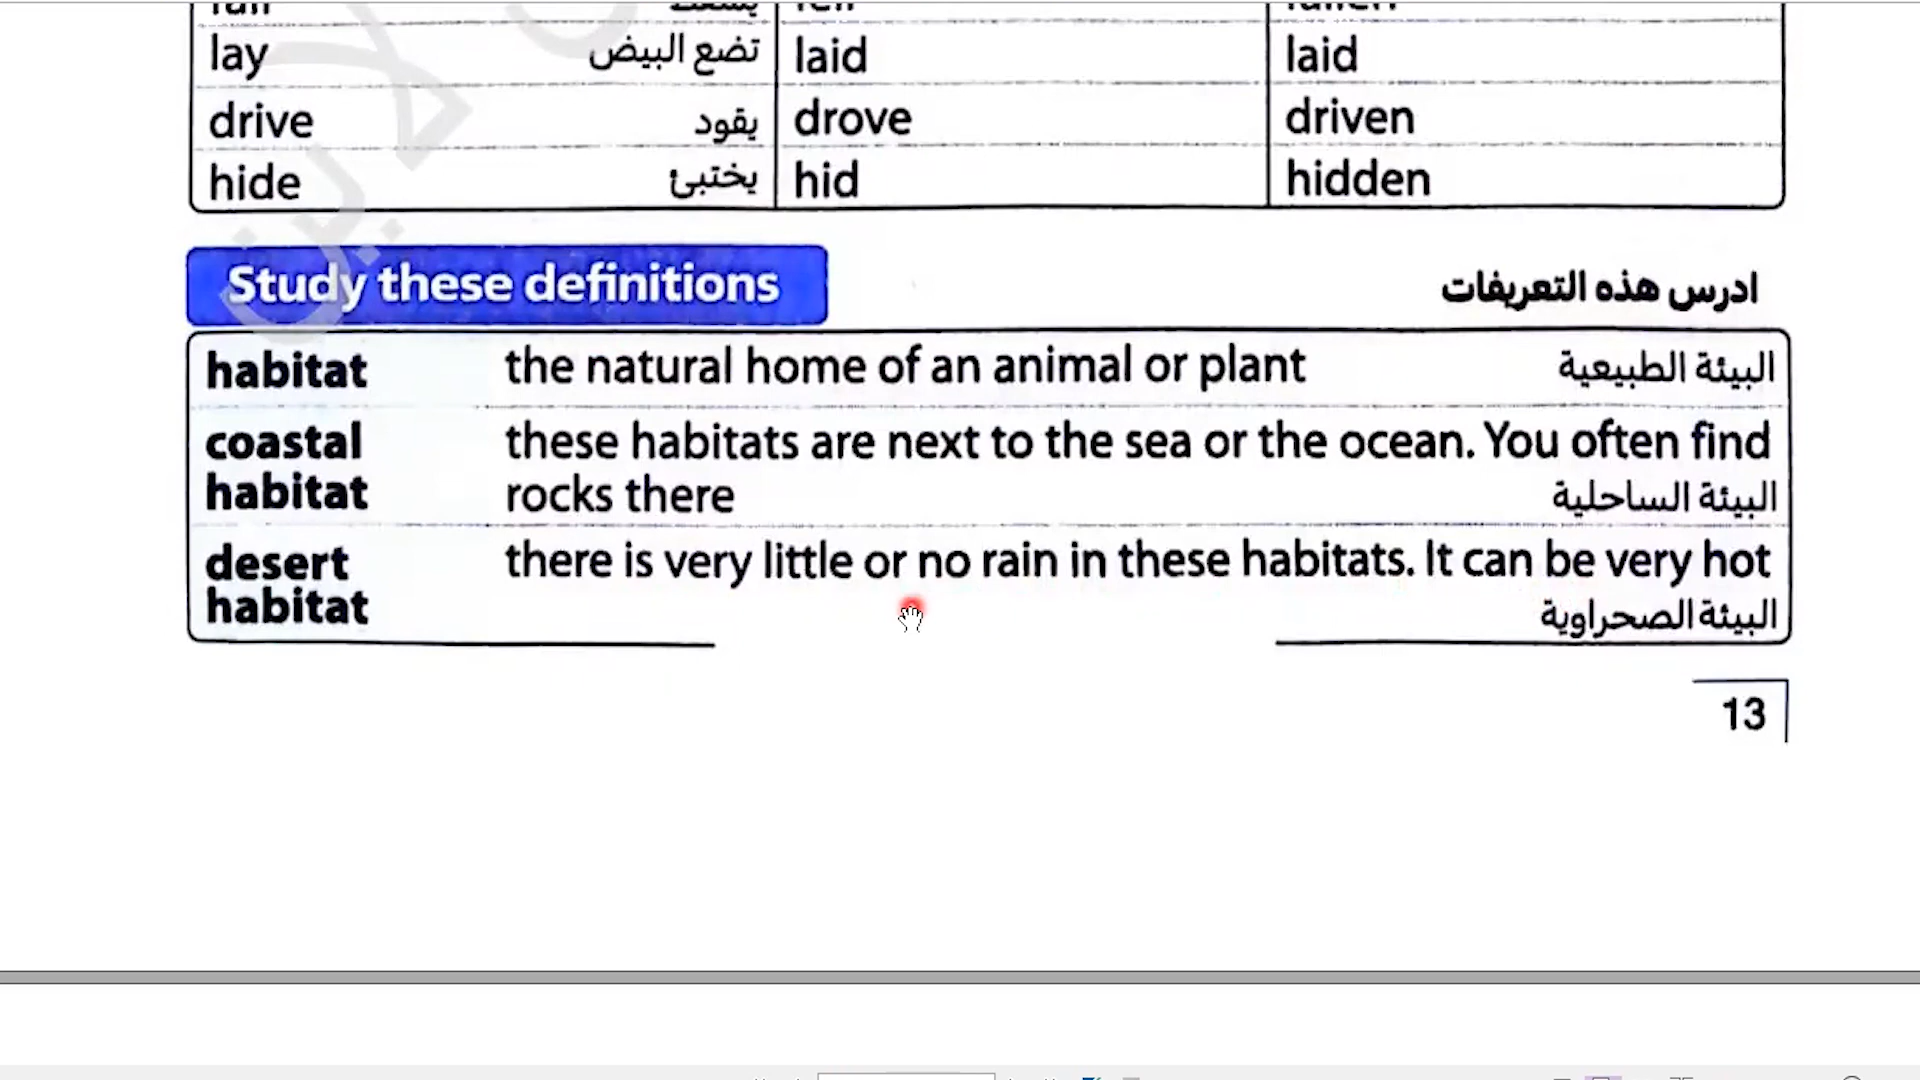 lay تضع البيض laid laid
drive يقود drove driven
hide يختبئ hid hidden
Study these definitions ادرس هذه التعريفات
habitat the natural home of an animal or plant البيئة الطبيعية
coastal these habitats are next to the sea or the ocean. You often find
habitat rocks there البيئة الساحلية
desert there is very little or no rain in these habitats. It can be very hot
habitat البيئة الصحراوية
13